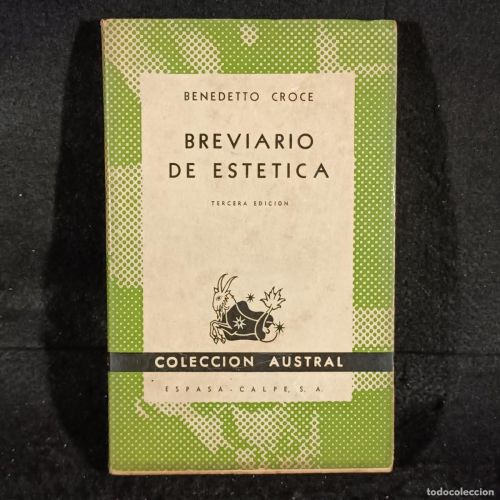 BENEDETTO CROCE
BREVIARIO
DE ESTETICA
TERCERA EDICION
COLECCION AUSTRAL
ESPASA-CALPE, S. A.
todocoleccion